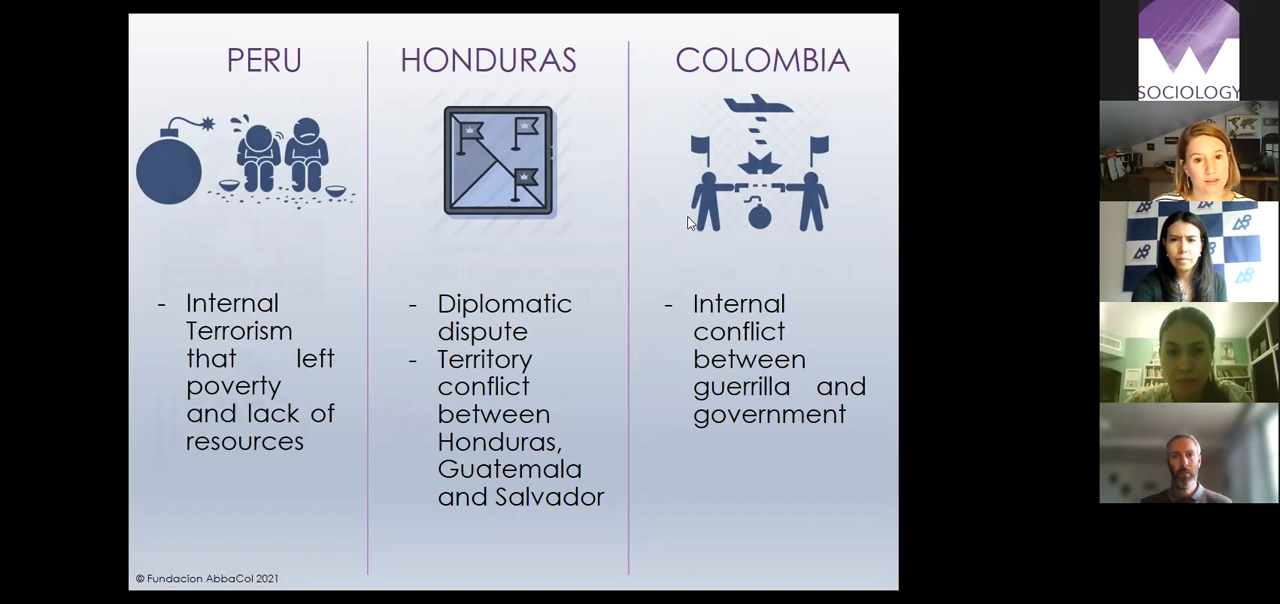 PERU
- Internal
Terrorism
that left
poverty
and lack of
resources
HONDURAS
- Diplomatic
dispute
- Territory
conflict
between
Honduras,
Guatemala
and Salvador
COLOMBIA
- Internal
conflict
between
guerrilla and
government
© Fundacion AbbaCol 2021
SOCIOLOGY